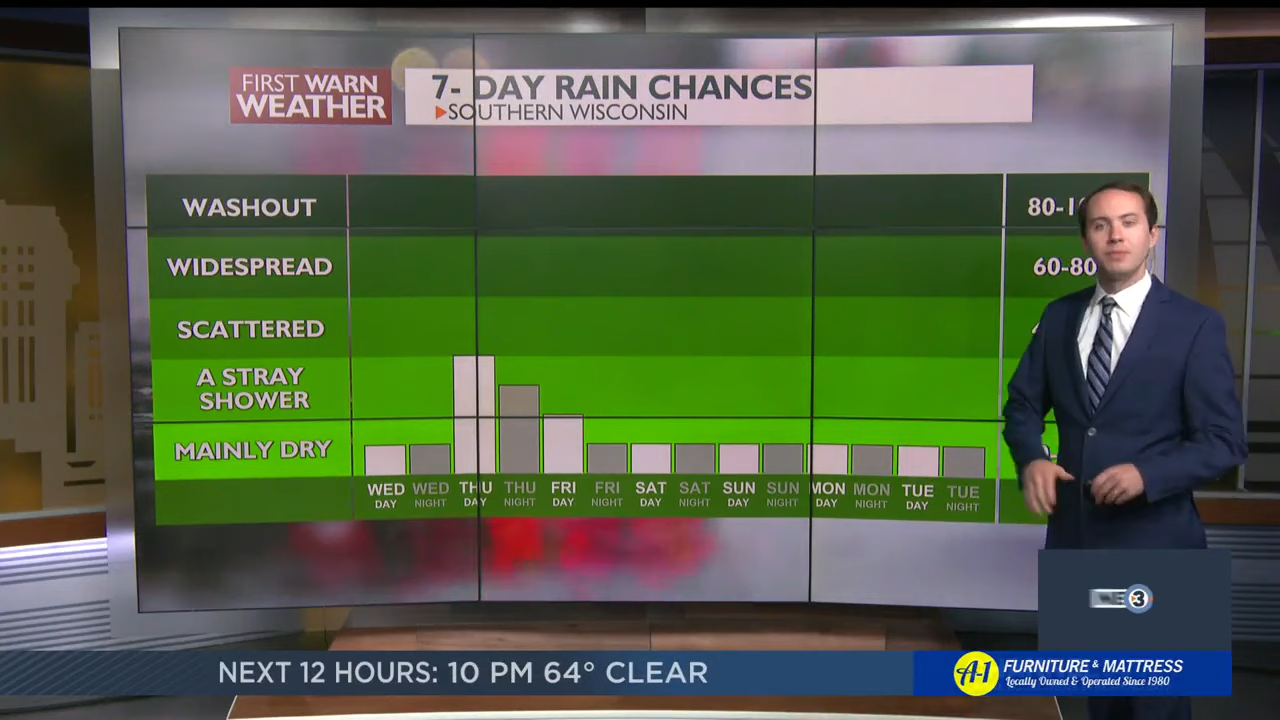 FIRST WARN
WEATHER
7- DAY RAIN CHANCES
SOUTHERN WISCONSIN
WASHOUT
WIDESPREAD
60-80
SCATTERED
A STRAY
SHOWER
MAINLY DRY
WED WED THU THU FRI FRI SAT SAT SUN SUN MON MON TUE TUE
DAY NIGHT DAY NIGHT DAY NIGHT DAY NIGHT DAY NIGHT DAY NIGHT DAY NIGHT
3
NEXT 12 HOURS: 10 PM 64° CLEAR
A-1
FURNITURE & MATTRESS
Locally Owned & Operated Since 1980